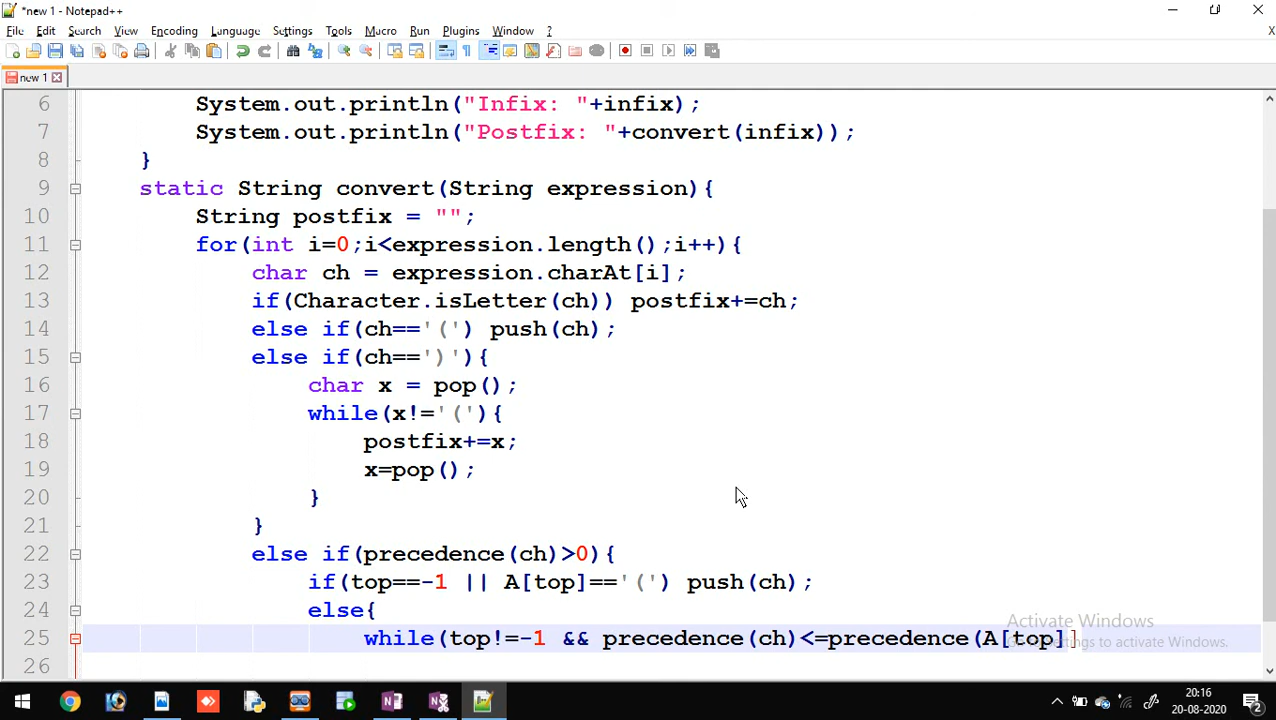 *new 1 - Notepad++
File Edit Search View Encoding Language Settings Tools Macro Run Plugins Window ? X
new 1
6 System.out.println("Infix: "+infix);
7 System.out.println("Postfix: "+convert(infix));
8 }
9 static String convert(String expression){
10 String postfix = "";
11 for(int i=0;i<expression.length();i++){
12 char ch = expression.charAt[i];
13 if(Character.isLetter(ch)) postfix+=ch;
14 else if(ch=='(') push(ch);
15 else if(ch==')'){
16 char x = pop();
17 while(x!='('){
18 postfix+=x;
19 x=pop();
20 }
21 }
22 else if(precedence(ch)>0){
23 if(top==-1 || A[top]=='(') push(ch);
24 else{
Activate Windows
25 while(top!=-1 && precedence(ch)<=precedence(A[top]]
to activate Windows.
26
20:16
20-08-2020
2